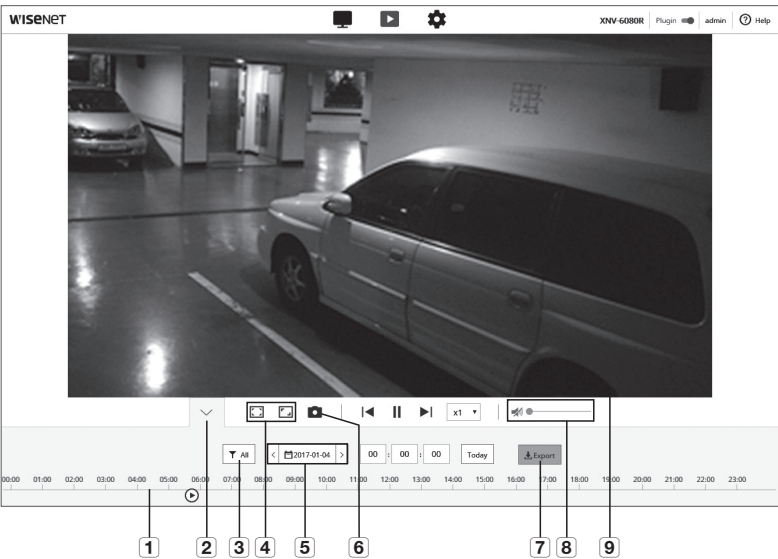 WISENET
XNV-6080R Plugin admin ? Help
x1
All
2017-01-04
00 : 00 : 00
Today
Export
00:00 01:00 02:00 03:00 04:00 05:00 06:00 07:00 08:00 09:00 10:00 11:00 12:00 13:00 14:00 15:00 16:00 17:00 18:00 19:00 20:00 21:00 22:00 23:00
1 2 3 4 5 6 7 8 9